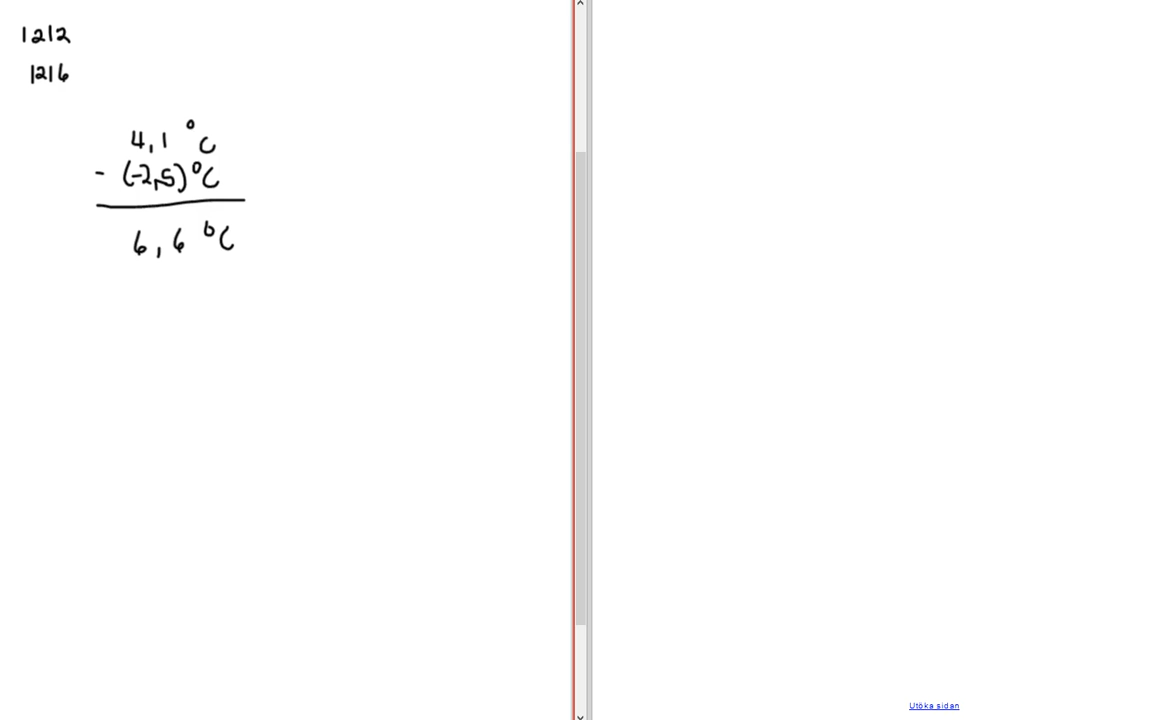 1212
1216
4,1 °C
- (-2,5) °C
6,6 °C
Utöka sidan